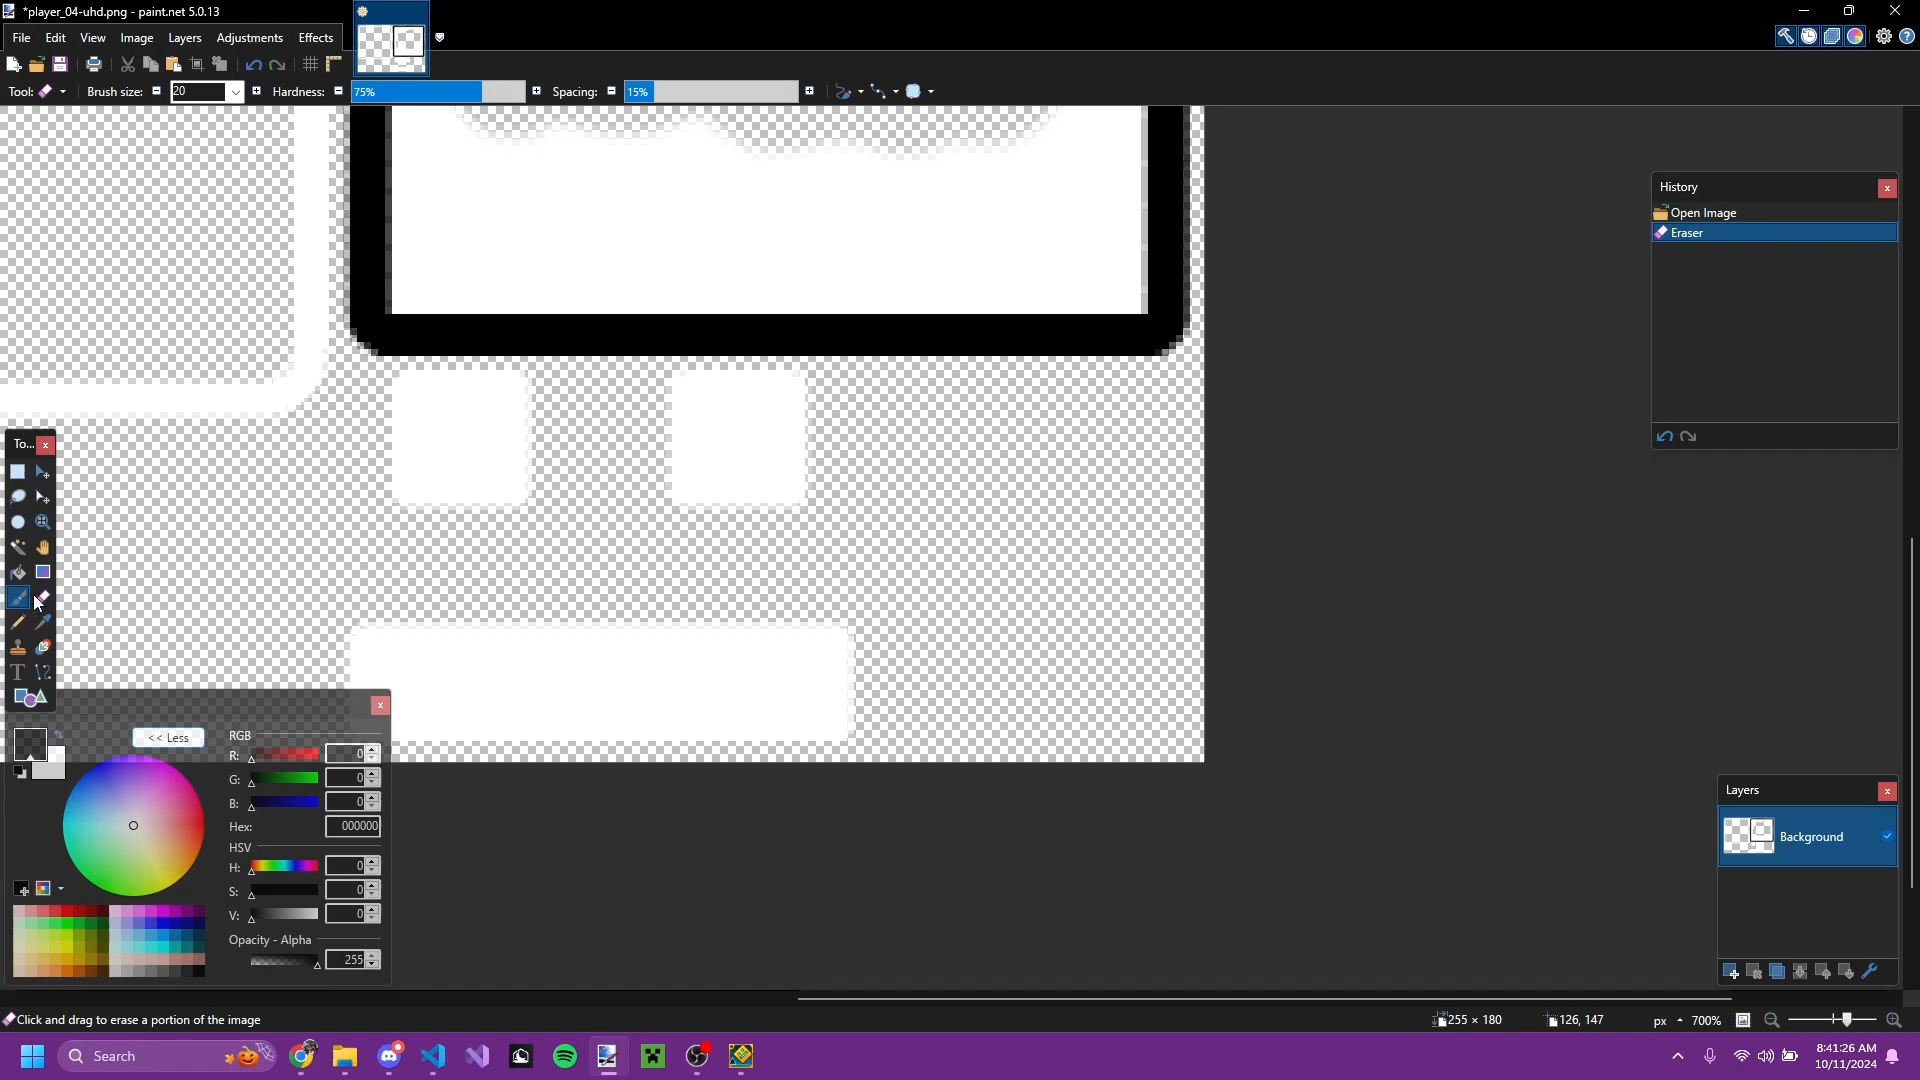 *player_04-uhd.png - paint.net 5.0.13
File Edit View Image Layers Adjustments Effects
Tool: Brush size: 20 Hardness: 75% Spacing: 15%
History
Open Image
Eraser
To...
<< Less
RGB
R: 0
G: 0
B: 0
Hex: 000000
HSV
H: 0
S: 0
V: 0
Opacity - Alpha
255
Layers
Background
Click and drag to erase a portion of the image
255 × 180
126, 147
px
700%
Search
8:41:26 AM
10/11/2024